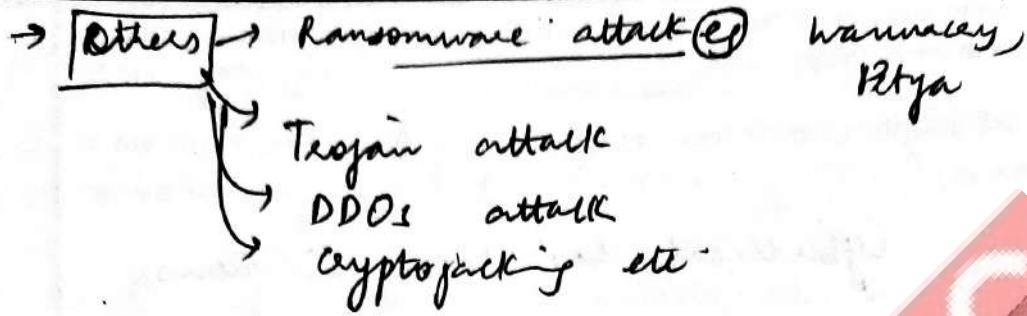 → Others → Ransomware attack eg Wannacry,
Petya
Trojan attack
DDOs attack
cryptojacking etc.